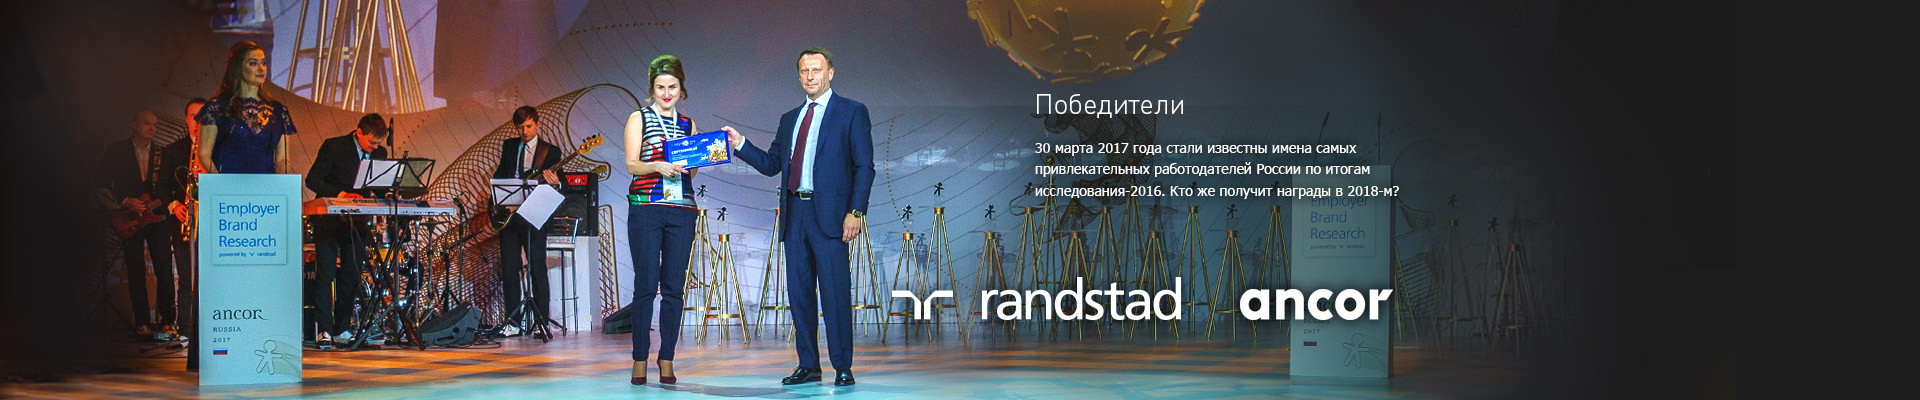 Победители
30 марта 2017 года стали известны имена самых
привлекательных работодателей России по итогам
исследования-2016. Кто же получит награды в 2018-м?
randstad
ancor
Employer
Brand
Research
powered by randstad
ancor
RUSSIA
2017
СЕРТИФИКАТ
Employer
Brand
Research
powered by randstad
2017